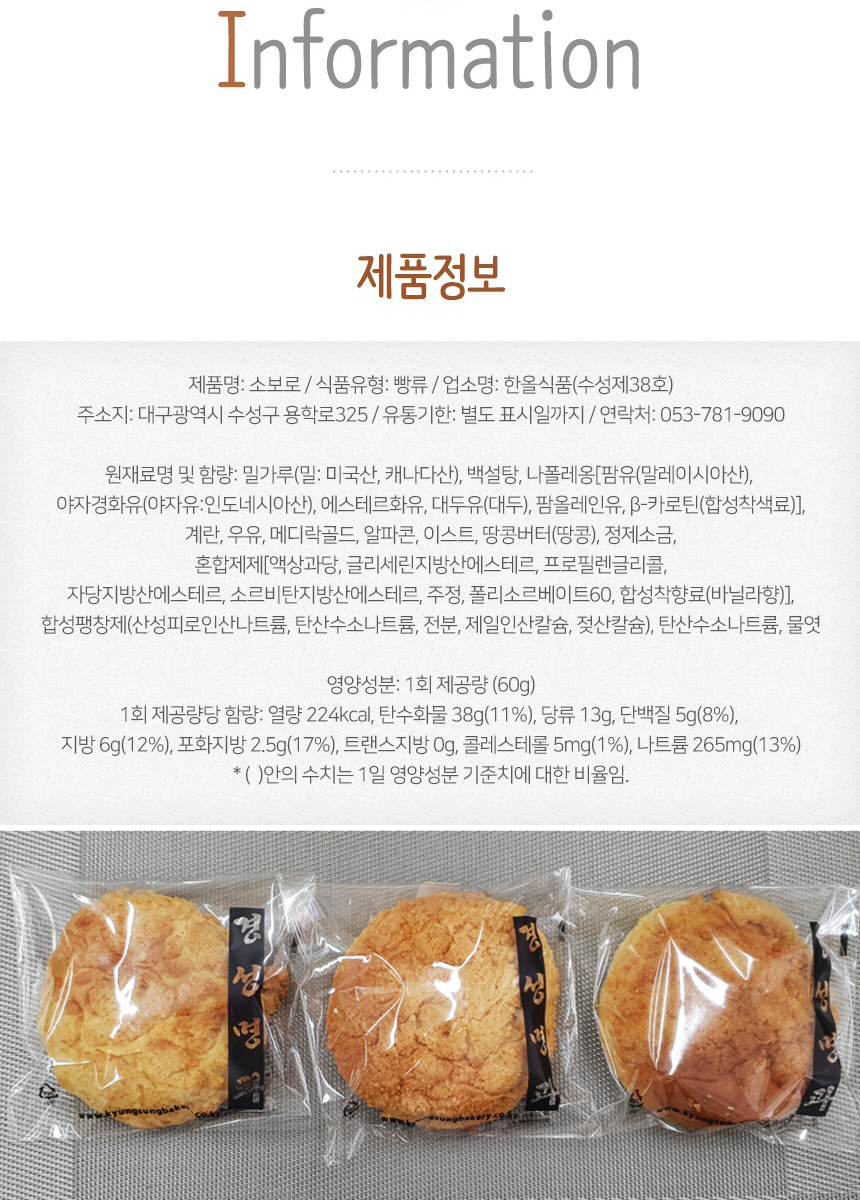 Information
제품정보
제품명: 소보로 / 식품유형: 빵류 / 업소명: 한올식품(수성제38호)
주소지: 대구광역시 수성구 용학로325 / 유통기한: 별도 표시일까지 / 연락처: 053-781-9090
원재료명 및 함량: 밀가루(밀: 미국산, 캐나다산), 백설탕, 나폴레옹[팜유(말레이시아산),
야자경화유(야자유:인도네시아산), 에스테르화유, 대두유(대두), 팜올레인유, β-카로틴(합성착색료)],
계란, 우유, 메디락골드, 알파콘, 이스트, 땅콩버터(땅콩), 정제소금,
혼합제제[액상과당, 글리세린지방산에스테르, 프로필렌글리콜,
자당지방산에스테르, 소르비탄지방산에스테르, 주정, 폴리소르베이트60, 합성착향료(바닐라향)],
합성팽창제(산성피로인산나트륨, 탄산수소나트륨, 전분, 제일인산칼슘, 젖산칼슘), 탄산수소나트륨, 물엿
영양성분: 1회 제공량 (60g)
1회 제공량당 함량: 열량 224kcal, 탄수화물 38g(11%), 당류 13g, 단백질 5g(8%),
지방 6g(12%), 포화지방 2.5g(17%), 트랜스지방 0g, 콜레스테롤 5mg(1%), 나트륨 265mg(13%)
* ( )안의 수치는 1일 영양성분 기준치에 대한 비율임.
경성명과
경성명과
성명과
www.kyungsungbakery.co.kr